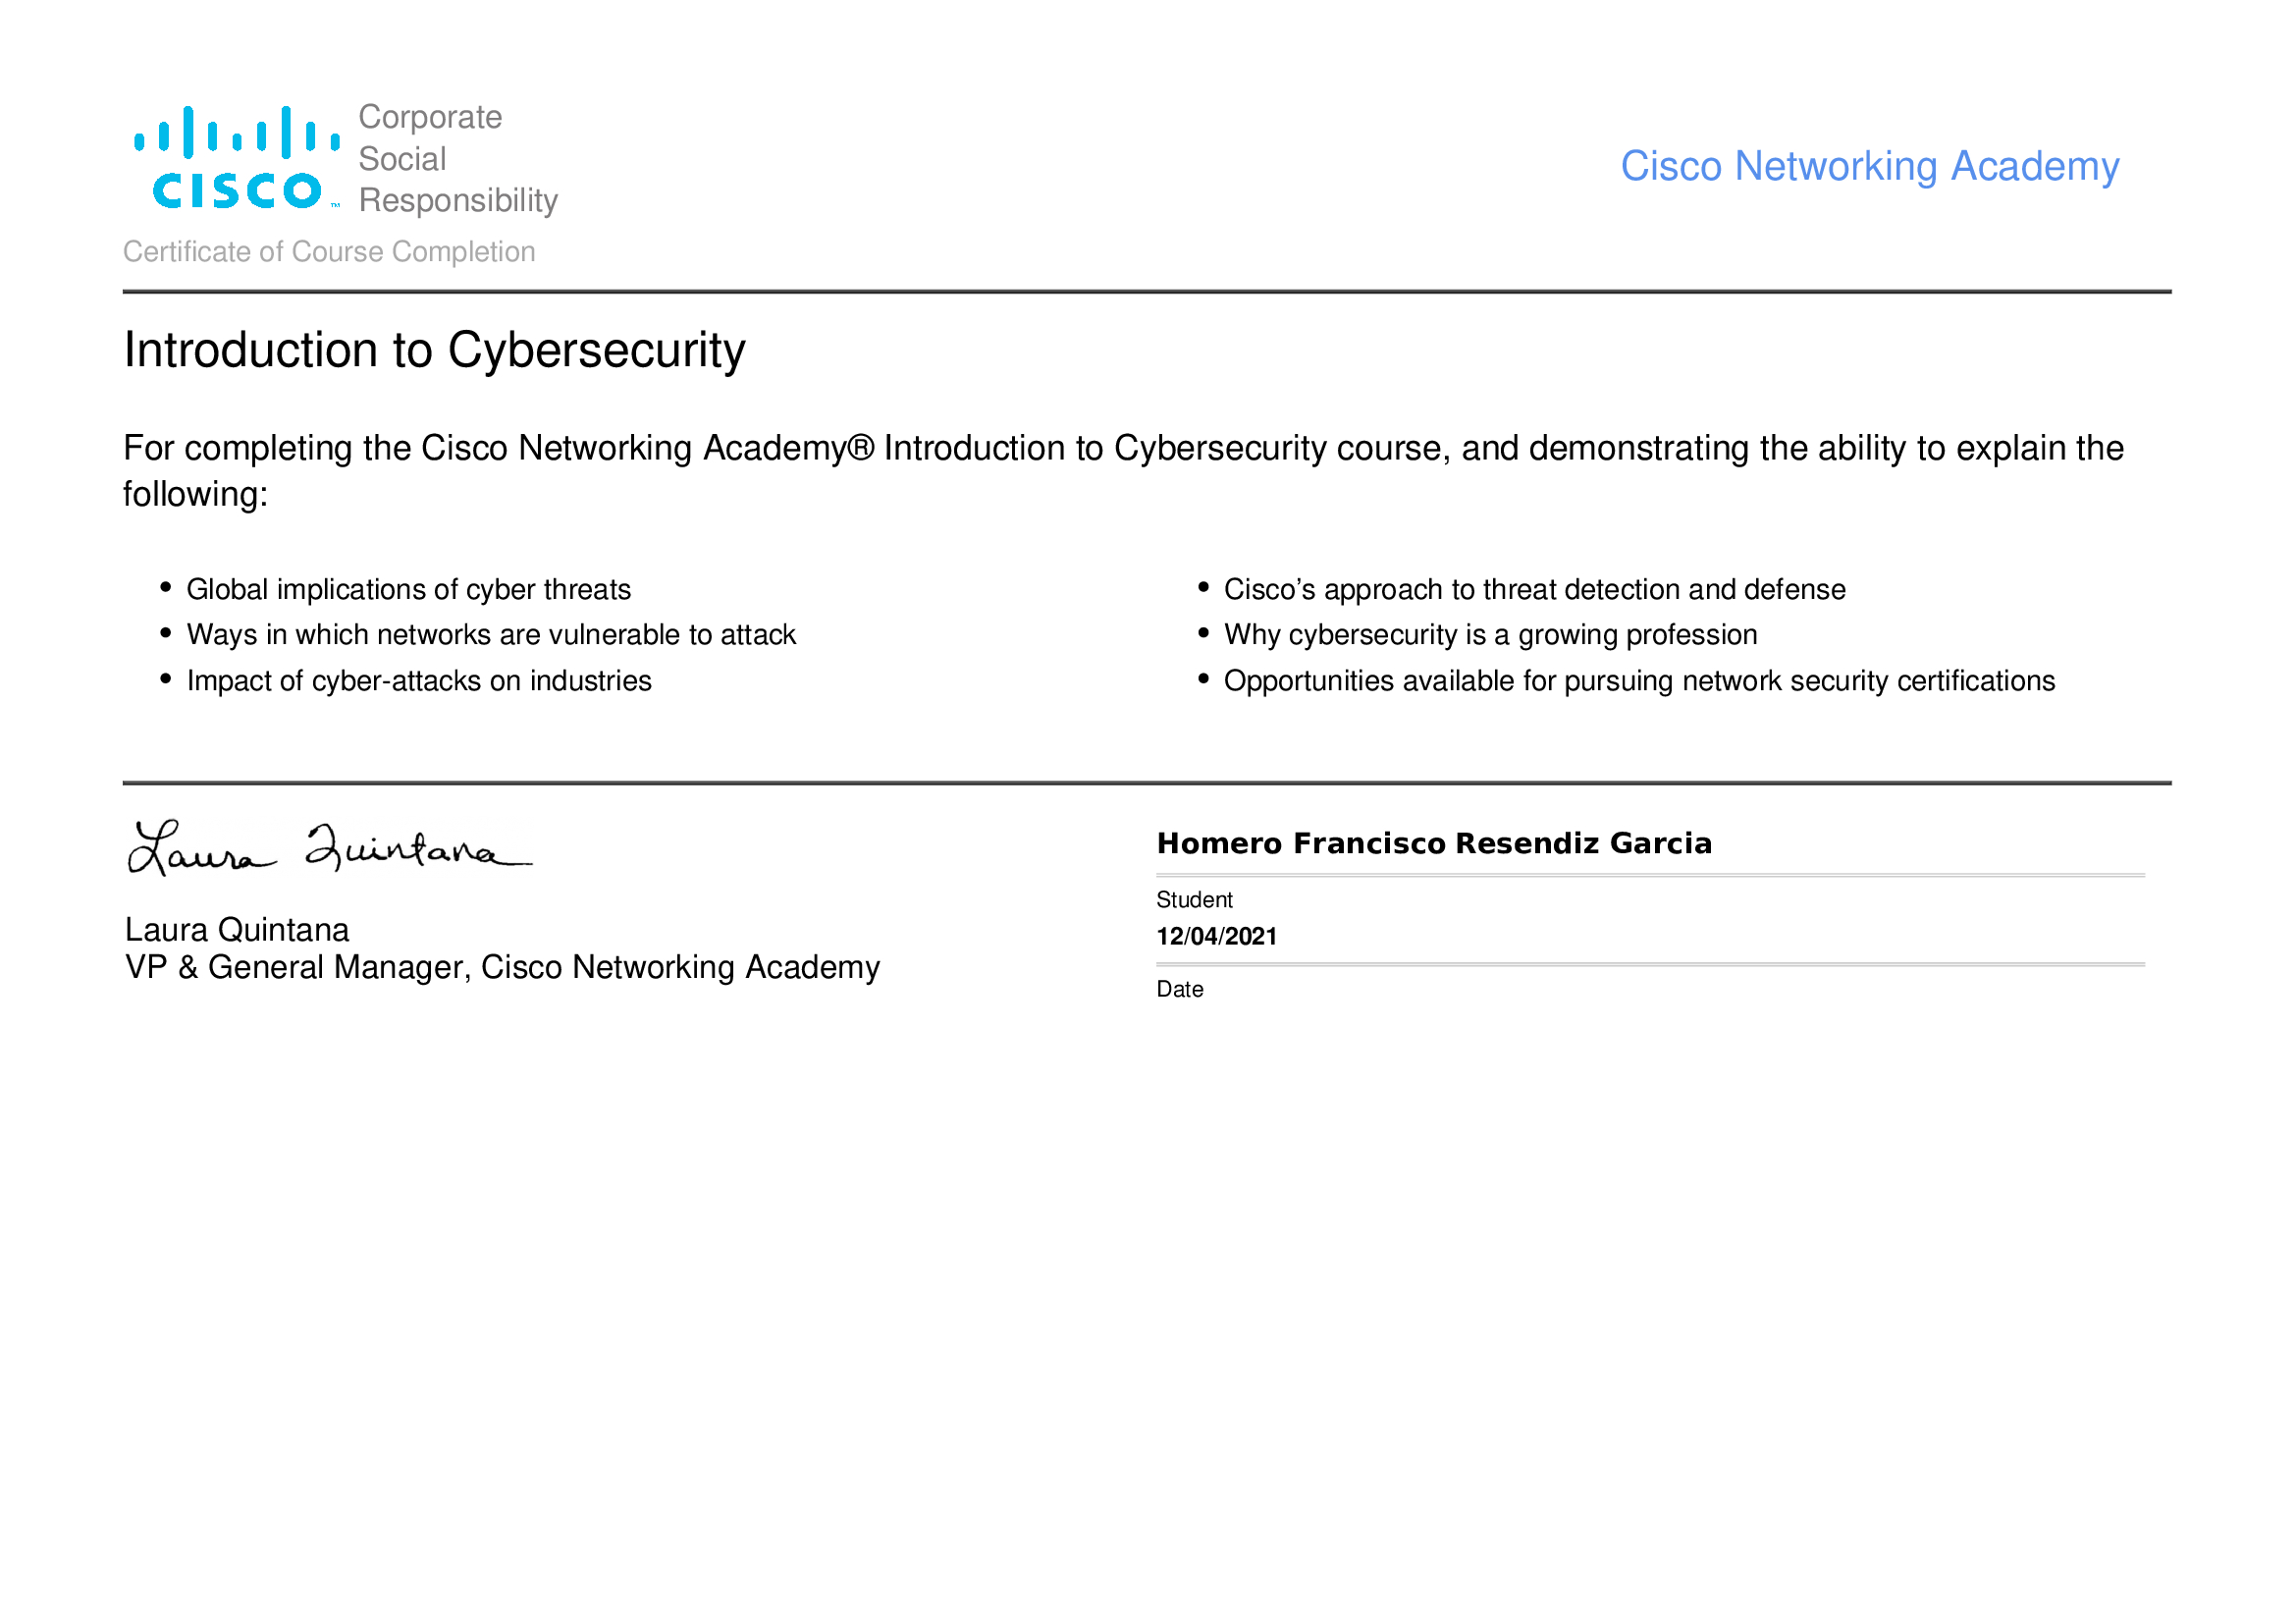 CISCO™
Corporate
Social
Responsibility
Cisco Networking Academy
Certificate of Course Completion
Introduction to Cybersecurity
For completing the Cisco Networking Academy® Introduction to Cybersecurity course, and demonstrating the ability to explain the
following:
• Global implications of cyber threats
• Ways in which networks are vulnerable to attack
• Impact of cyber-attacks on industries
• Cisco’s approach to threat detection and defense
• Why cybersecurity is a growing profession
• Opportunities available for pursuing network security certifications
Laura Quintana
Laura Quintana
VP & General Manager, Cisco Networking Academy
Homero Francisco Resendiz Garcia
Student
12/04/2021
Date